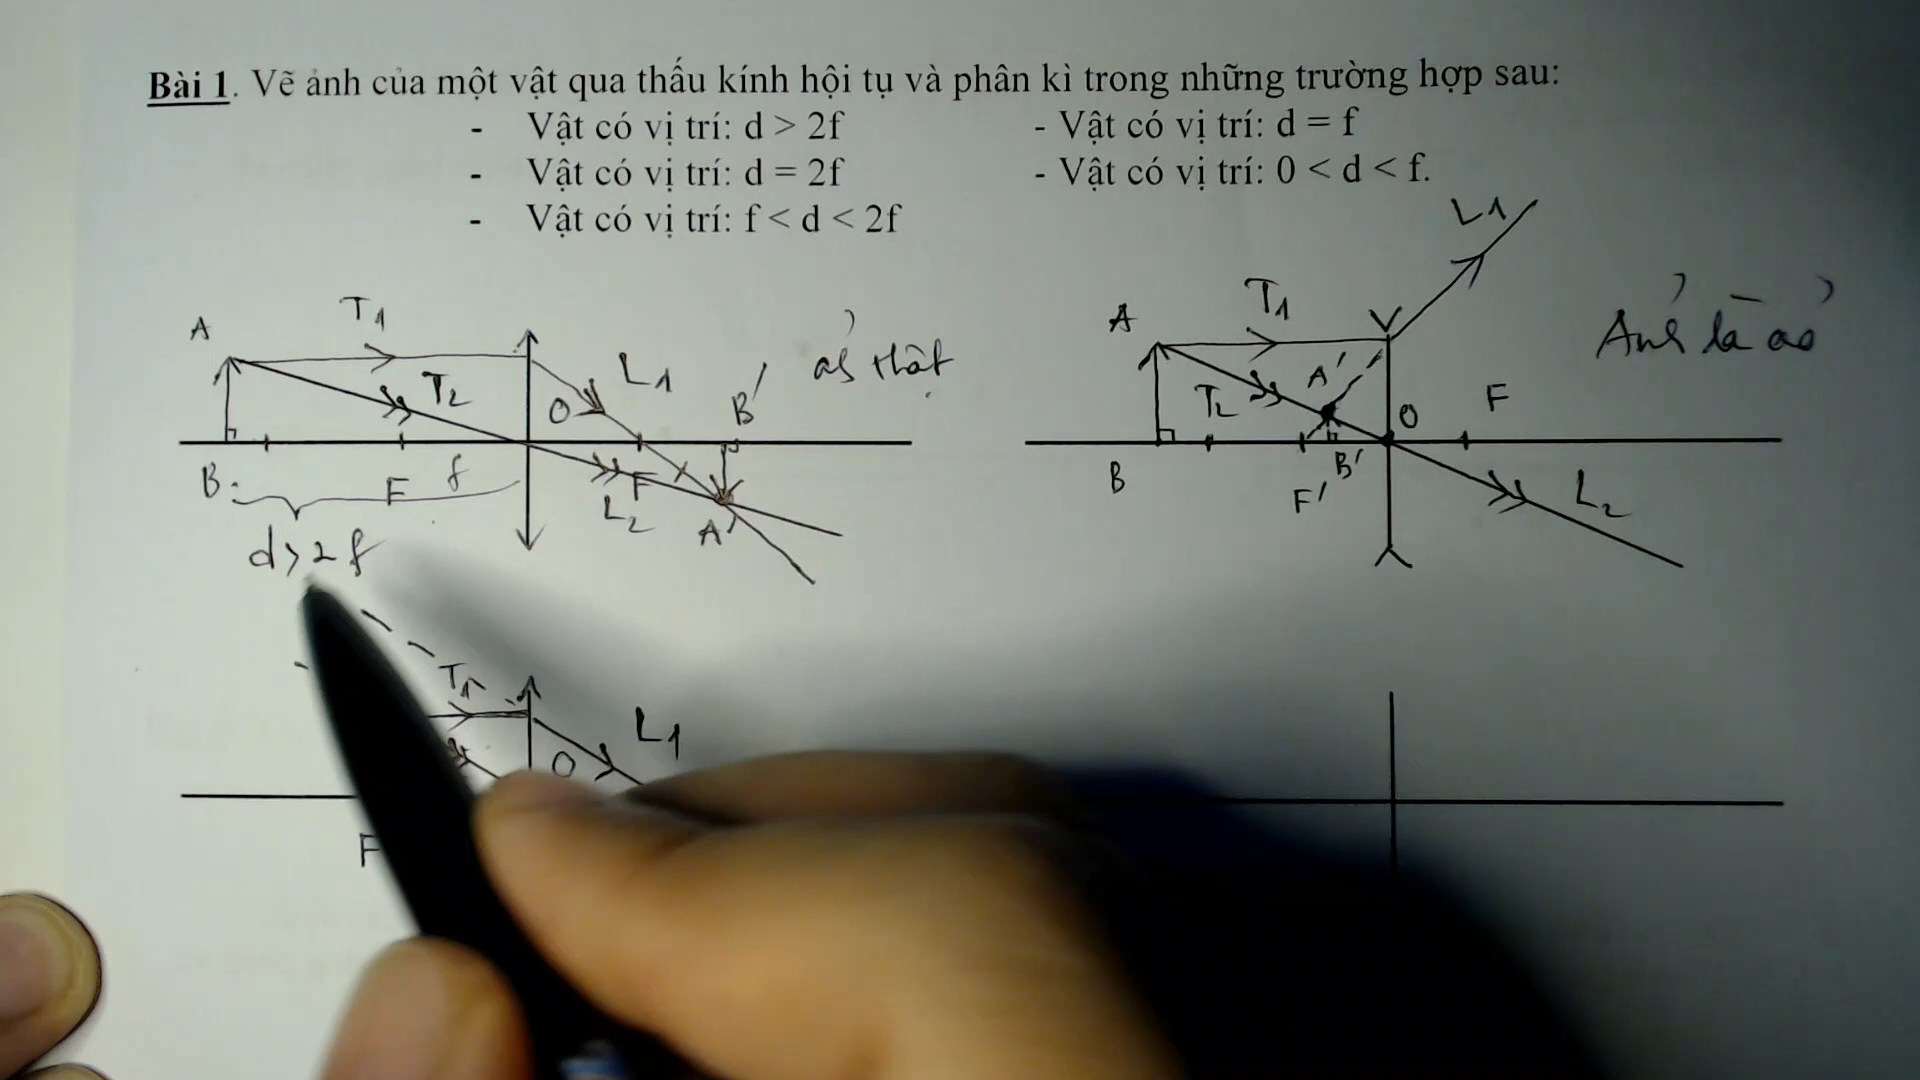 Bài 1. Vẽ ảnh của một vật qua thấu kính hội tụ và phân kì trong những trường hợp sau:
- Vật có vị trí: d > 2f
- Vật có vị trí: d = 2f
- Vật có vị trí: f < d < 2f
- Vật có vị trí: d = f
- Vật có vị trí: 0 < d < f.
A T1
T2 O L1 B' ả thật
B F f F L2 A'
d > 2f
L1
A T1 Ảnh là ảo
T2 A' O F
B F' B' L2
T1 L1
O
F